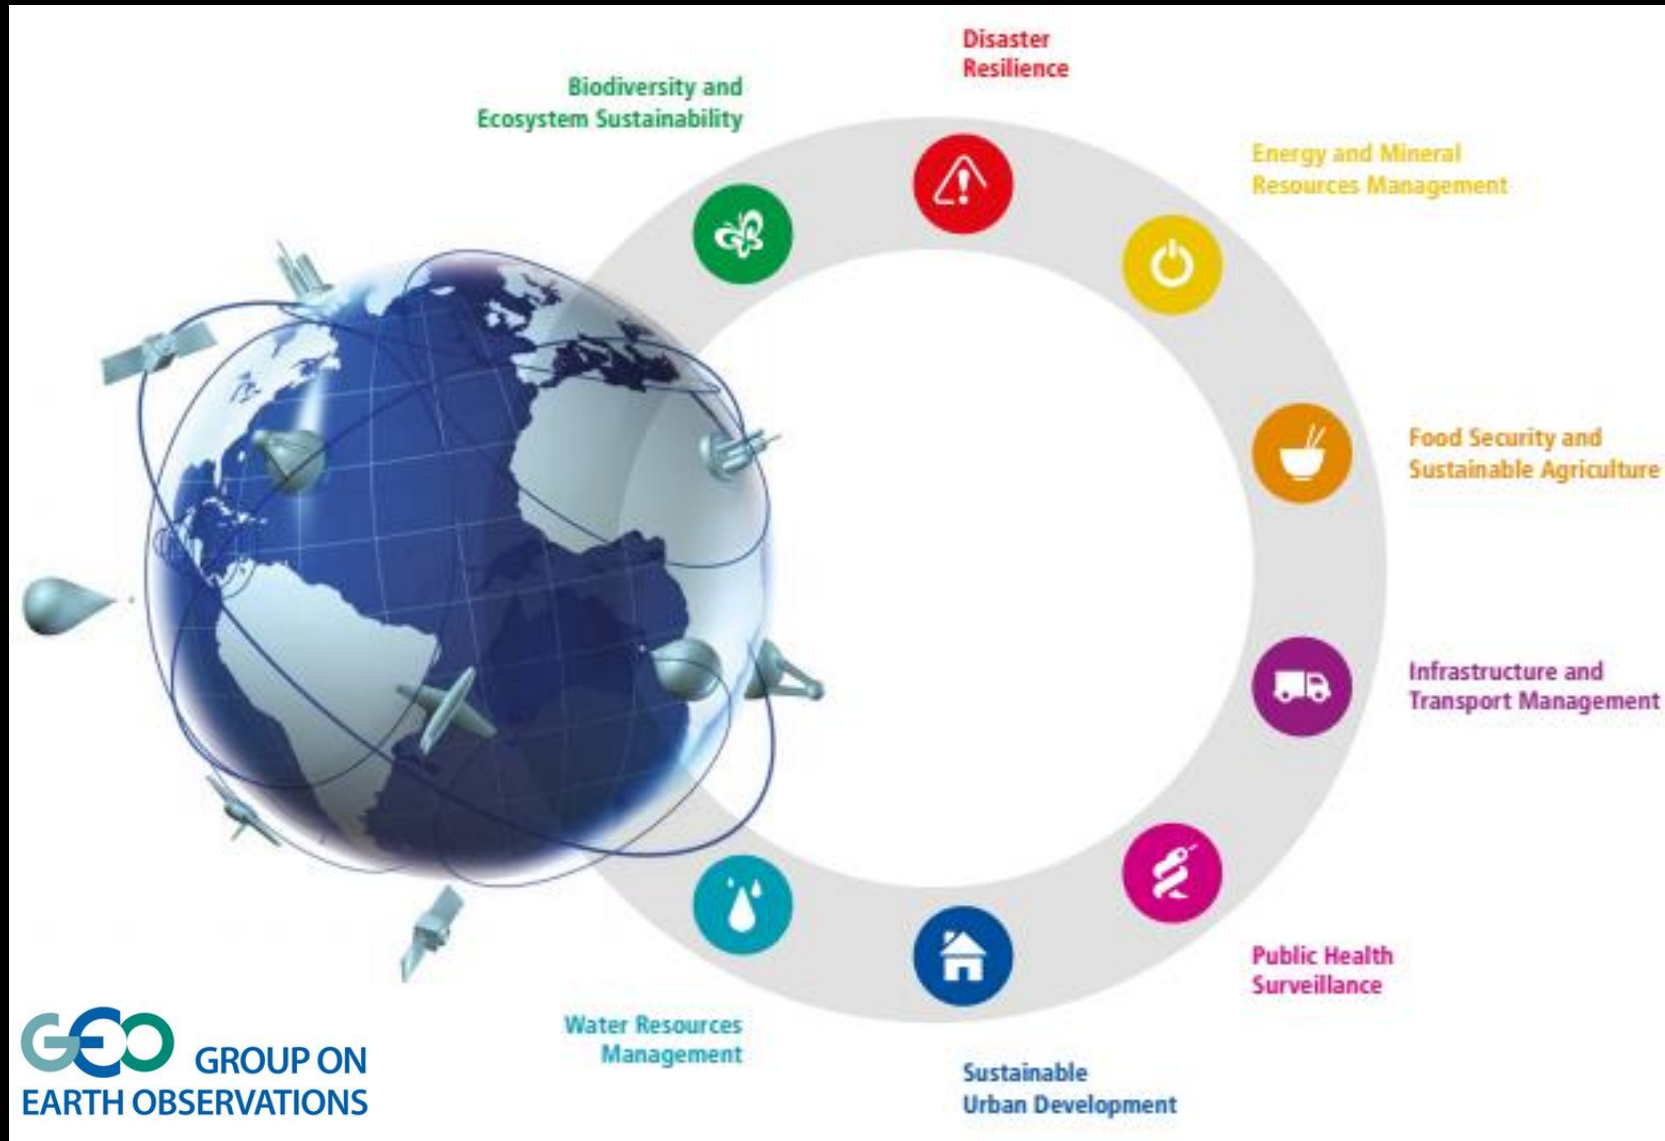 Disaster
Resilience
Biodiversity and
Ecosystem Sustainability
Energy and Mineral
Resources Management
Food Security and
Sustainable Agriculture
Infrastructure and
Transport Management
Public Health
Surveillance
Water Resources
Management
Sustainable
Urban Development
GEO GROUP ON
EARTH OBSERVATIONS